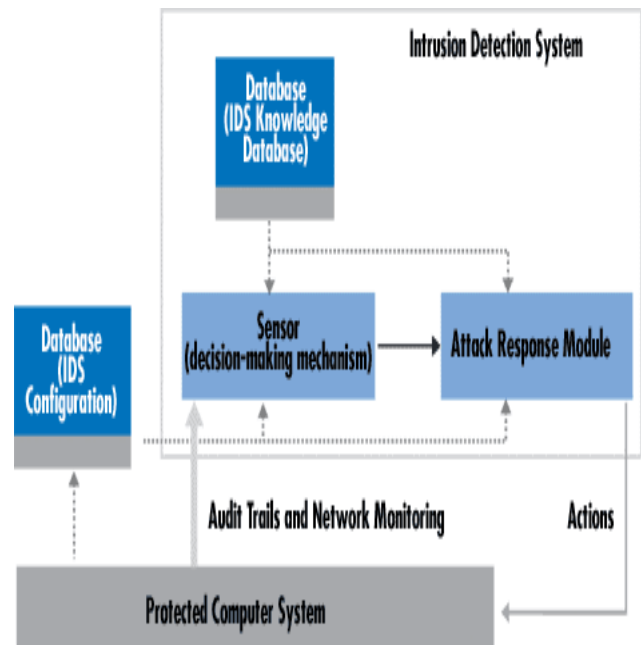 Intrusion Detection System
Database
(IDS Knowledge
Database)
Sensor
(decision-making mechanism)
Attack Response Module
Database
(IDS
Configuration)
Audit Trails and Network Monitoring
Actions
Protected Computer System